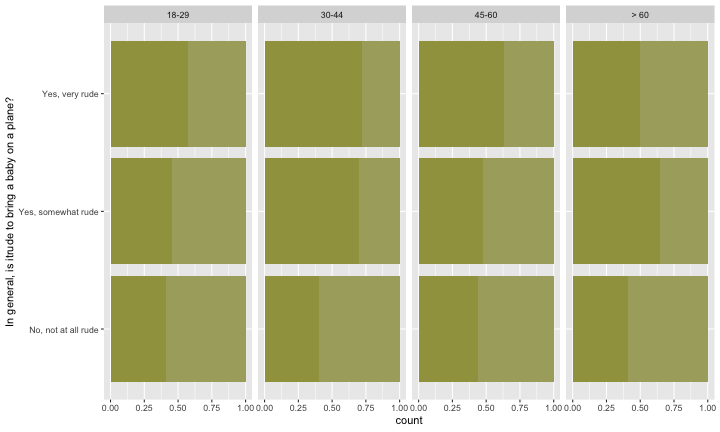 18-29
30-44
45-60
> 60
In general, is itrude to bring a baby on a plane?
Yes, very rude
Yes, somewhat rude
No, not at all rude
0.00 0.25 0.50 0.75 1.00
0.00 0.25 0.50 0.75 1.00
0.00 0.25 0.50 0.75 1.00
0.00 0.25 0.50 0.75 1.00
count